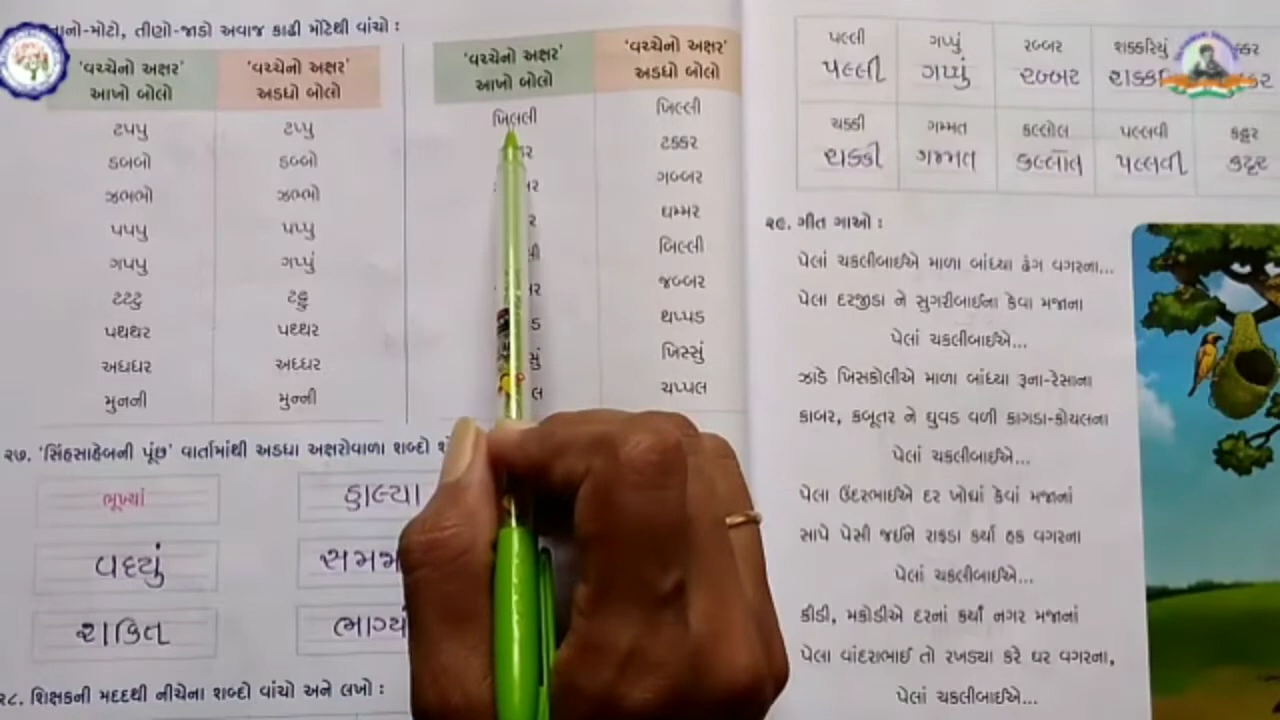 નાનો-મોટો, તીણો-જાડો અવાજ કાઢી મોંટેથી વાંચો :
'વચ્ચેનો અક્ષર' આખો બોલો
'વચ્ચેનો અક્ષર' અડધો બોલો
ટપપુ ટપ્પુ
ડબબો ડબ્બો
ઝભભો ઝભ્ભો
પપપુ પપ્પુ
ગપપુ ગપ્પું
ટટટુ ટટ્ટુ
પથથર પથ્થર
અધધર અધ્ધર
મુનની મુન્ની
'વચ્ચેનો અક્ષર' આખો બોલો
'વચ્ચેનો અક્ષર' અડધો બોલો
ખિલલી ખિલ્લી
ટક્કર
ગબ્બર
ઘમ્મર
બિલ્લી
જબ્બર
થપ્પડ
ખિસ્સું
ચપ્પલ
૨૭. 'સિંહસાહેબની પૂંછ' વાર્તામાંથી અડધા અક્ષરોવાળા શબ્દો
ભૂખ્યાં હાલ્યા
વધ્યું
શક્તિ
૨૮. શિક્ષકની મદદથી નીચેના શબ્દો વાંચો અને લખો :
પલ્લી ગપ્પું રબ્બર શક્કરિયું
પલ્લી ગપ્પું રબ્બર
ચક્કી ગમ્મત કલ્લોલ પલ્લવી કટ્ટર
ચક્કી ગમ્મત કલ્લોલ પલ્લવી કટ્ટર
૨૯. ગીત ગાઓ :
પેલાં ચકલીબાઈએ માળા બાંધ્યા ઢંગ વગરના...
પેલા દરજીડા ને સુગરીબાઈના કેવા મજાના
પેલાં ચકલીબાઈએ...
ઝાડે ખિસકોલીએ માળા બાંધ્યા રૂના-રેસાના
કાબર, કબૂતર ને ઘુવડ વળી કાગડા-કોયલના
પેલાં ચકલીબાઈએ...
પેલા ઉંદરભાઈએ દર ખોદ્યાં કેવાં મજાનાં
સાપે પેસી જઈને રાફડા કર્યા હક વગરના
પેલાં ચકલીબાઈએ...
કીડી, મકોડીએ દરનાં કર્યાં નગર મજાનાં
પેલા વાંદરાભાઈ તો રખડ્યા કરે ઘર વગરના,
પેલાં ચકલીબાઈએ...